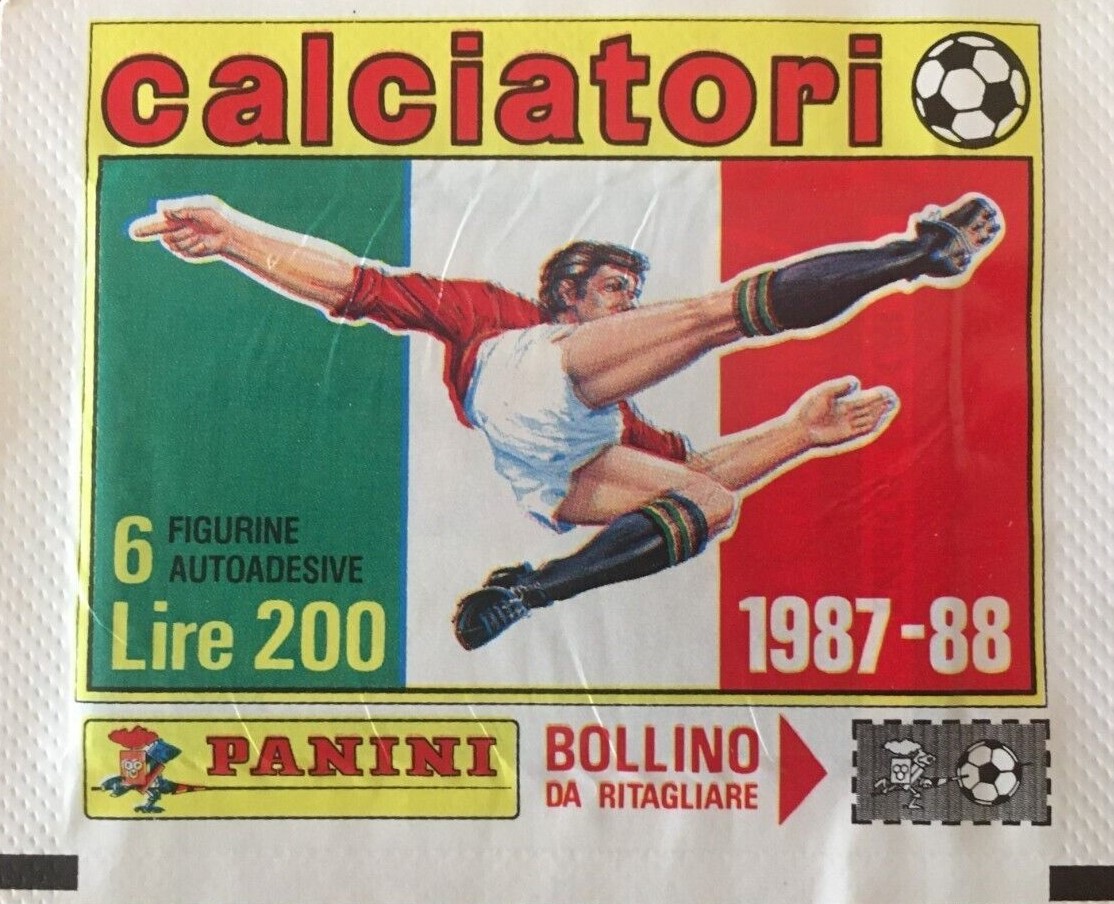 calciatori
6 FIGURINE
AUTOADESIVE
Lire 200
1987-88
PANINI
BOLLINO
DA RITAGLIARE